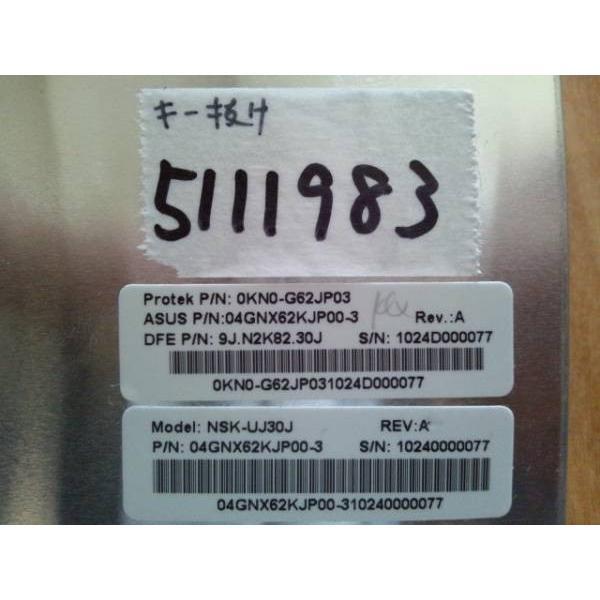 キー抜け
5111983
Protek P/N: 0KN0-G62JP03
ASUS P/N:04GNX62KJP00-3 Rev.:A
DFE P/N: 9J.N2K82.30J S/N: 1024D000077
0KN0-G62JP031024D000077
Model: NSK-UJ30J REV:A
P/N: 04GNX62KJP00-3 S/N: 10240000077
04GNX62KJP00-310240000077